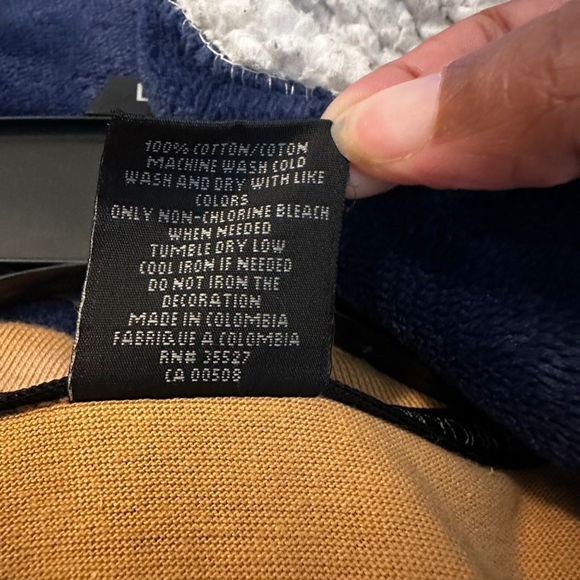 L
100% COTTON/COTON
MACHINE WASH COLD
WASH AND DRY WITH LIKE
COLORS
ONLY NON-CHLORINE BLEACH
WHEN NEEDED
TUMBLE DRY LOW
COOL IRON IF NEEDED
DO NOT IRON THE
DECORATION
MADE IN COLOMBIA
FABRIQUE A COLOMBIA
RN# 35527
CA 00508